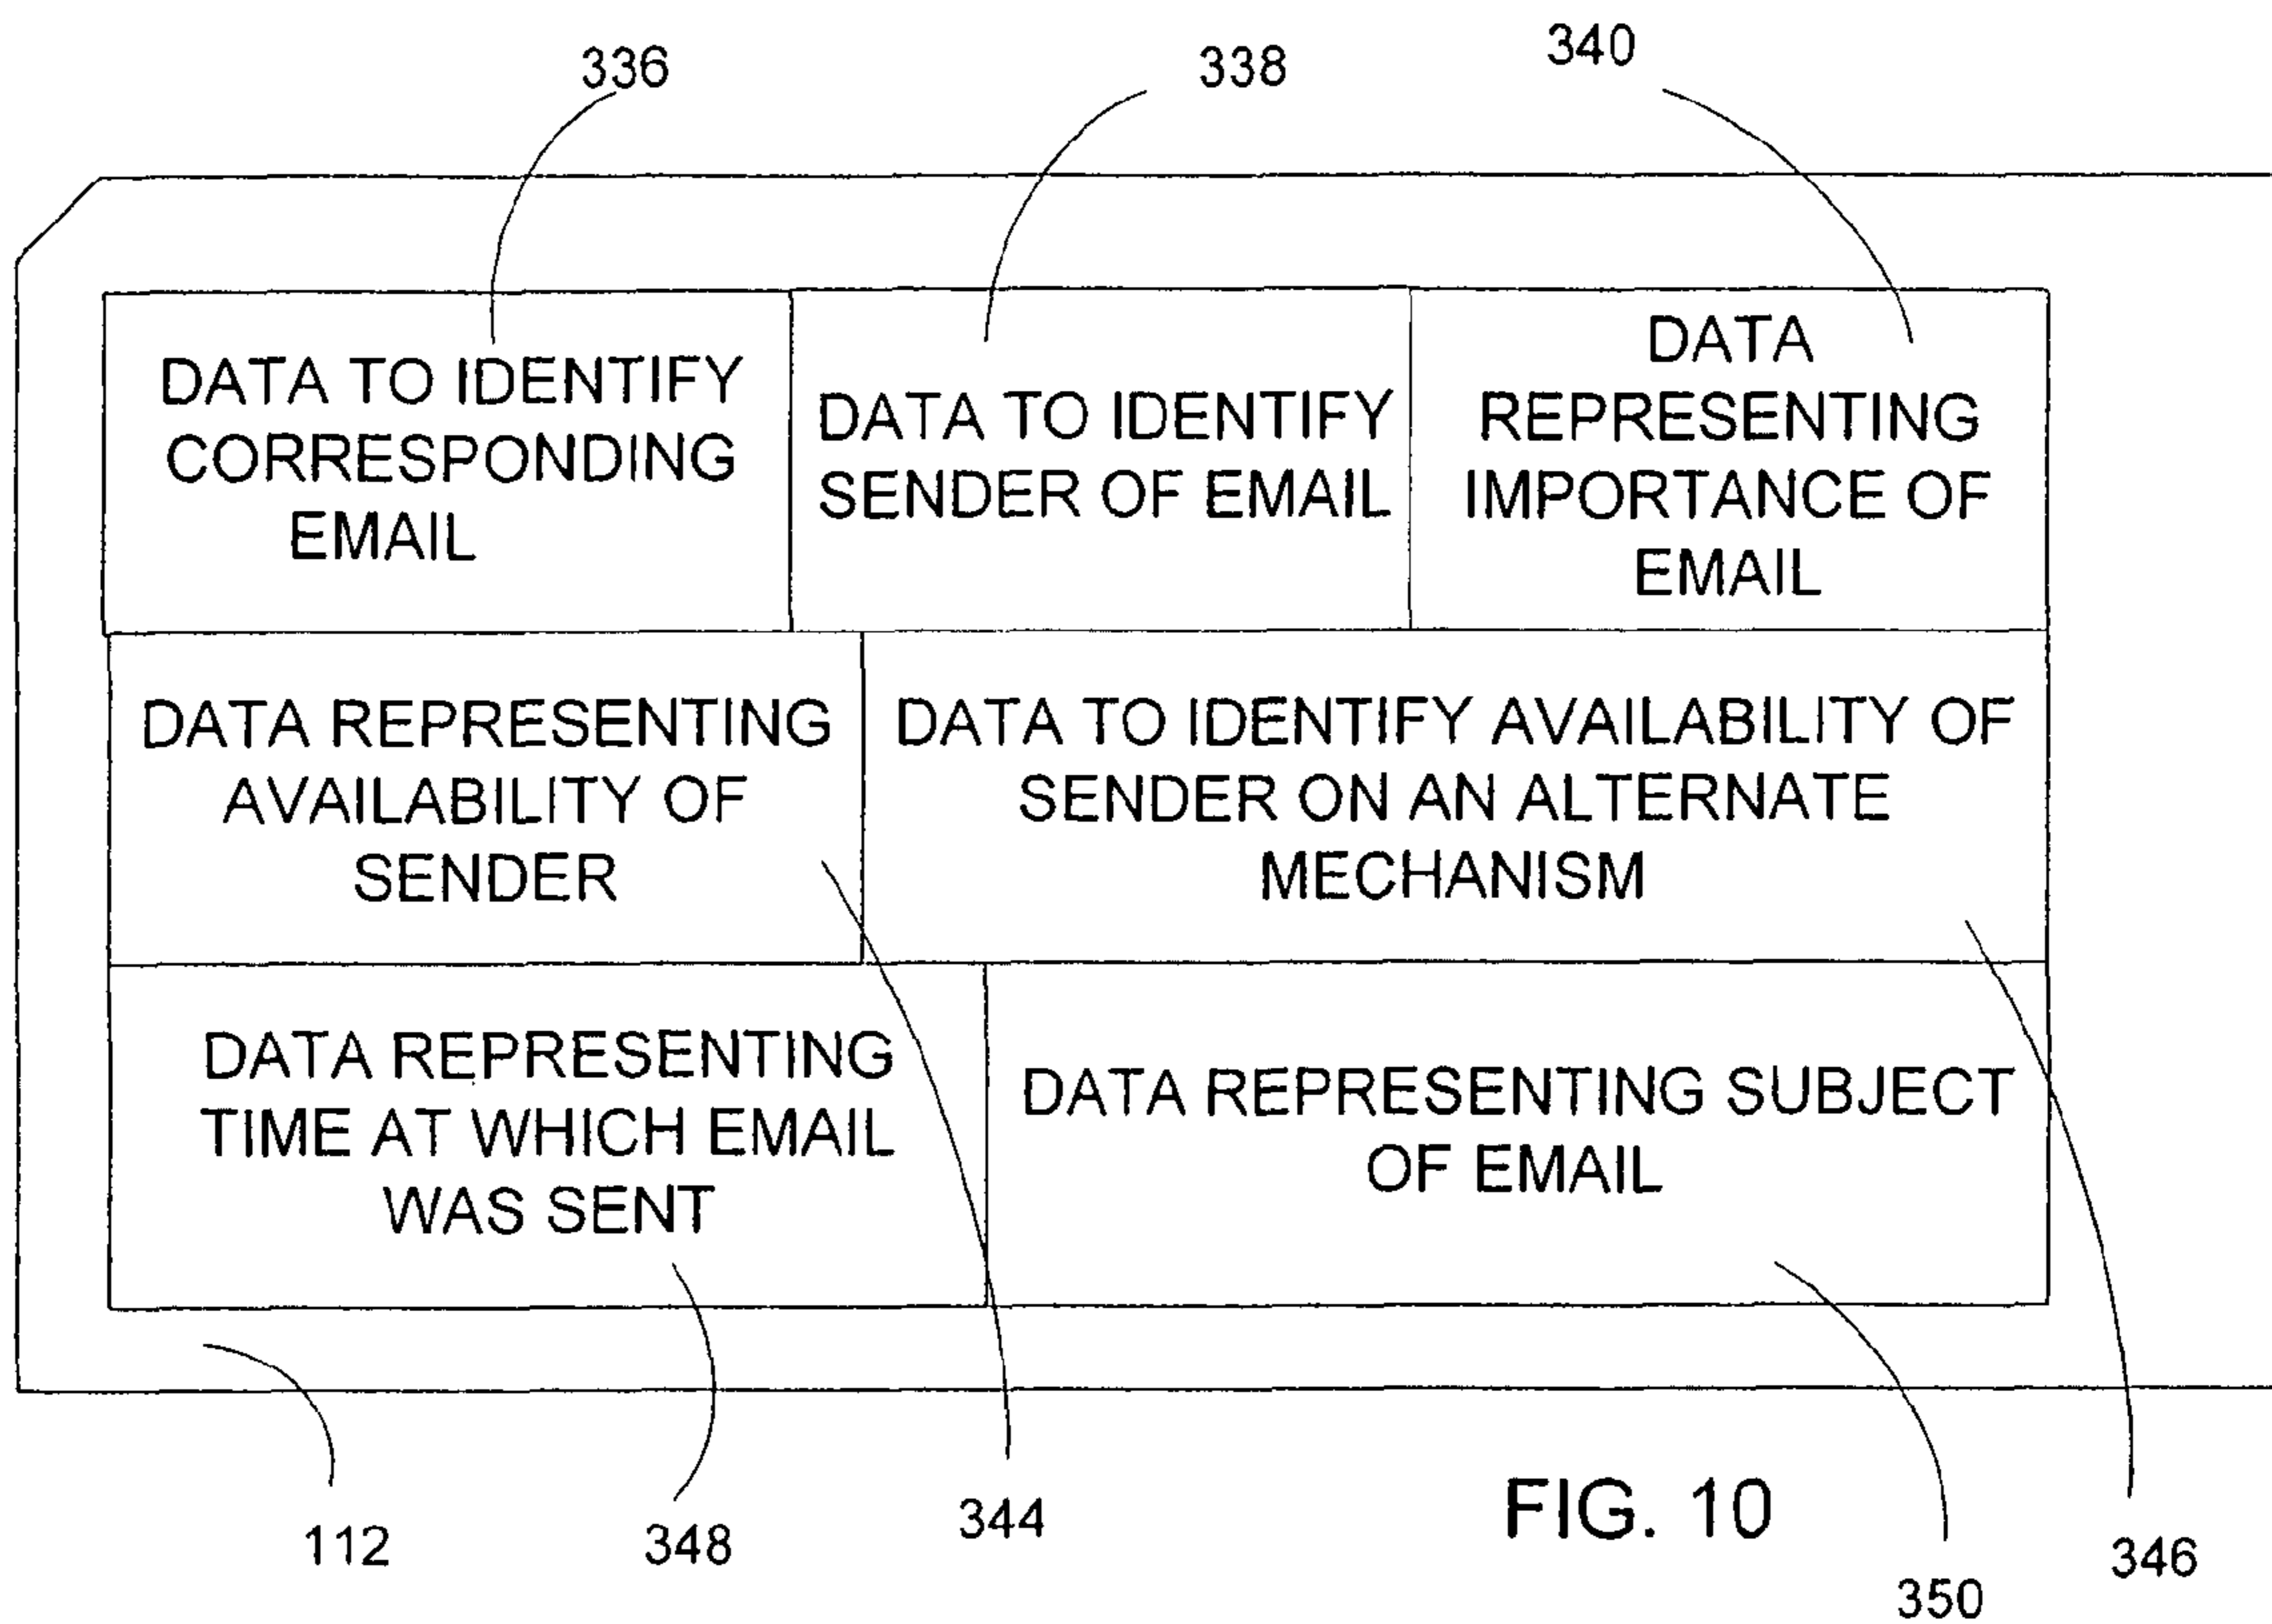 336
338
340
DATA TO IDENTIFY
CORRESPONDING
EMAIL
DATA TO IDENTIFY
SENDER OF EMAIL
DATA
REPRESENTING
IMPORTANCE OF
EMAIL
DATA REPRESENTING
AVAILABILITY OF
SENDER
DATA TO IDENTIFY AVAILABILITY OF
SENDER ON AN ALTERNATE
MECHANISM
DATA REPRESENTING
TIME AT WHICH EMAIL
WAS SENT
DATA REPRESENTING SUBJECT
OF EMAIL
112
348
344
FIG. 10
350
346